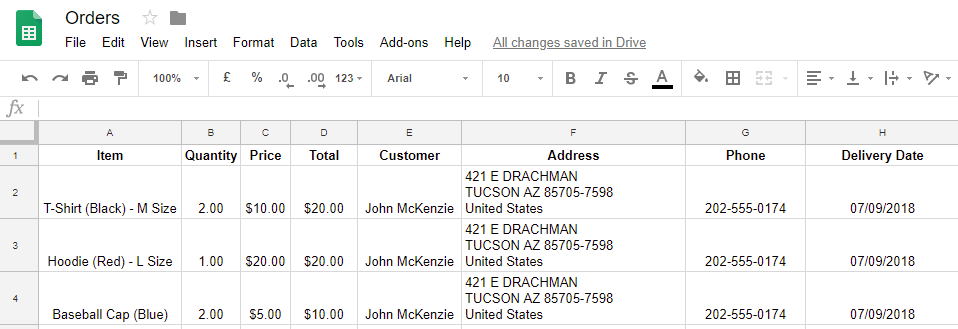 Orders
File Edit View Insert Format Data Tools Add-ons Help All changes saved in Drive
100% £ % .0 .00 123 Arial 10 B I S A
fx
A B C D E F G H
1 Item Quantity Price Total Customer Address Phone Delivery Date
421 E DRACHMAN
2 TUCSON AZ 85705-7598
T-Shirt (Black) - M Size 2.00 $10.00 $20.00 John McKenzie United States 202-555-0174 07/09/2018
421 E DRACHMAN
3 TUCSON AZ 85705-7598
Hoodie (Red) - L Size 1.00 $20.00 $20.00 John McKenzie United States 202-555-0174 07/09/2018
421 E DRACHMAN
4 TUCSON AZ 85705-7598
Baseball Cap (Blue) 2.00 $5.00 $10.00 John McKenzie United States 202-555-0174 07/09/2018